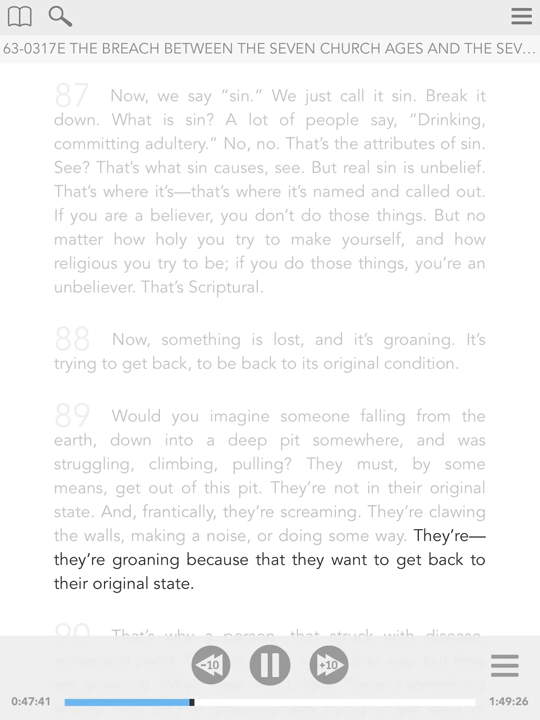 63-0317E THE BREACH BETWEEN THE SEVEN CHURCH AGES AND THE SEV...
87 Now, we say “sin.” We just call it sin. Break it
down. What is sin? A lot of people say, “Drinking,
committing adultery.” No, no. That’s the attributes of sin.
See? That’s what sin causes, see. But real sin is unbelief.
That’s where it’s—that’s where it’s named and called out.
If you are a believer, you don’t do those things. But no
matter how holy you try to make yourself, and how
religious you try to be; if you do those things, you’re an
unbeliever. That’s Scriptural.
88 Now, something is lost, and it’s groaning. It’s
trying to get back, to be back to its original condition.
89 Would you imagine someone falling from the
earth, down into a deep pit somewhere, and was
struggling, climbing, pulling? They must, by some
means, get out of this pit. They’re not in their original
state. And, frantically, they’re screaming. They’re clawing
the walls, making a noise, or doing some way. They’re—
they’re groaning because that they want to get back to
their original state.
90 That’s why a person, that struck with disease,
-10 +10
0:47:41 1:49:26